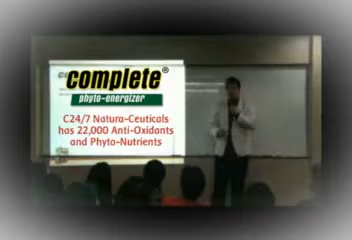 complete®
phyto-energizer
C24/7 Natura-Ceuticals
has 22,000 Anti-Oxidants
and Phyto-Nutrients